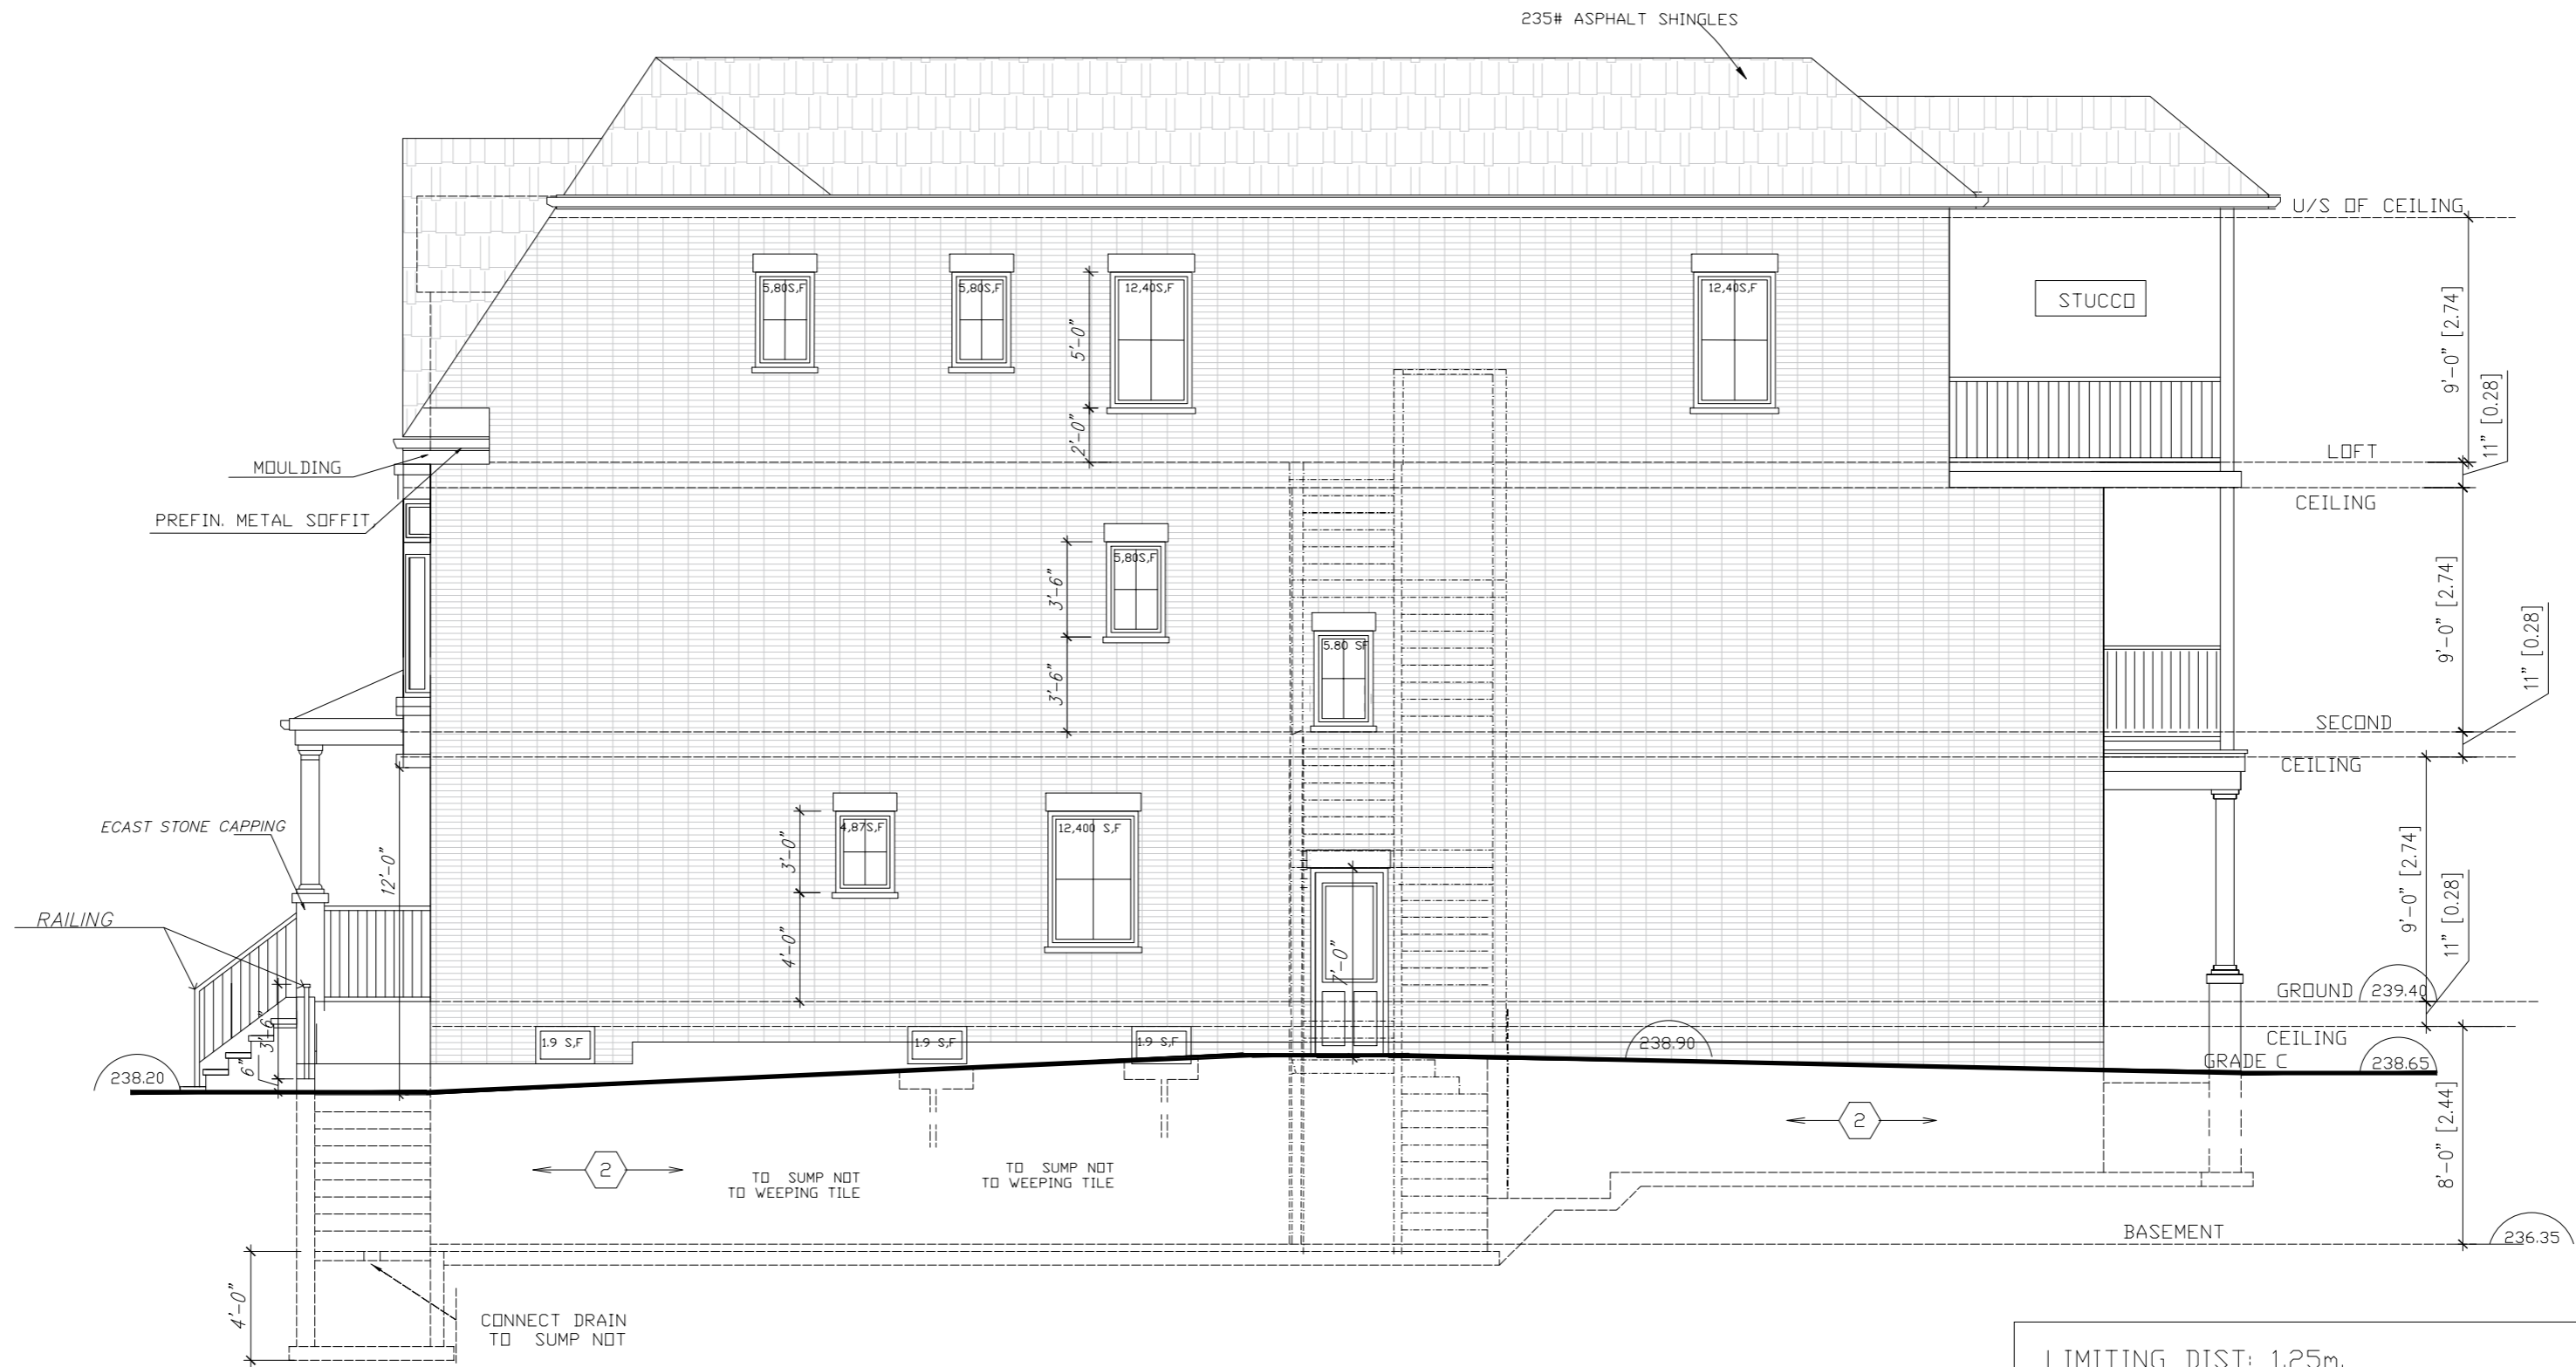 235# ASPHALT SHINGLES
U/S OF CEILING
5,80S,F
5,80S,F
12,40S,F
12,40S,F
STUCCO
5'-0"
9'-0" [2.74]
2'-0"
11" [0.28]
LOFT
MOULDING
CEILING
PREFIN. METAL SOFFIT.
5,80S,F
3'-6"
9'-0" [2.74]
5.80 SF
3'-6"
11" [0.28]
SECOND
CEILING
ECAST STONE CAPPING
4,87S,F
12,400 S,F
3'-0"
12'-0"
9'-0" [2.74]
RAILING
4'-0"
7'-0"
11" [0.28]
GROUND
239.40
3'-6"
6"
1.9 S,F
1.9 S,F
1.9 S,F
238.90
CEILING
GRADE C
238.65
238.20
8'-0" [2.44]
2
2
TO SUMP NOT
TO WEEPING TILE
TO SUMP NOT
TO WEEPING TILE
BASEMENT
236.35
4'-0"
CONNECT DRAIN
TO SUMP NOT
LIMITING DIST: 1.25m.